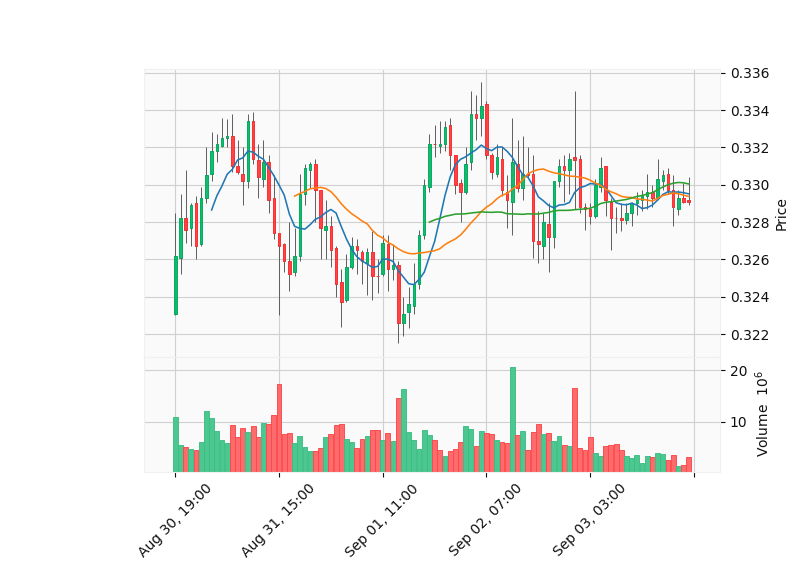 0.336
0.334
0.332
0.330
0.328
0.326
0.324
0.322
Price
20
10
Volume 10^6
Aug 30, 19:00
Aug 31, 15:00
Sep 01, 11:00
Sep 02, 07:00
Sep 03, 03:00